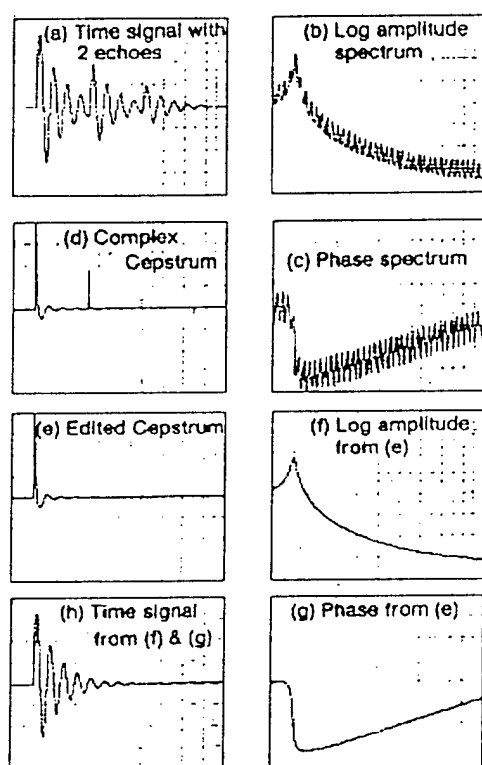 (a) Time signal with
2 echoes
(b) Log amplitude
spectrum
(d) Complex
Cepstrum
(c) Phase spectrum
(e) Edited Cepstrum
(f) Log amplitude
from (e)
(h) Time signal
from (f) & (g)
(g) Phase from (e)